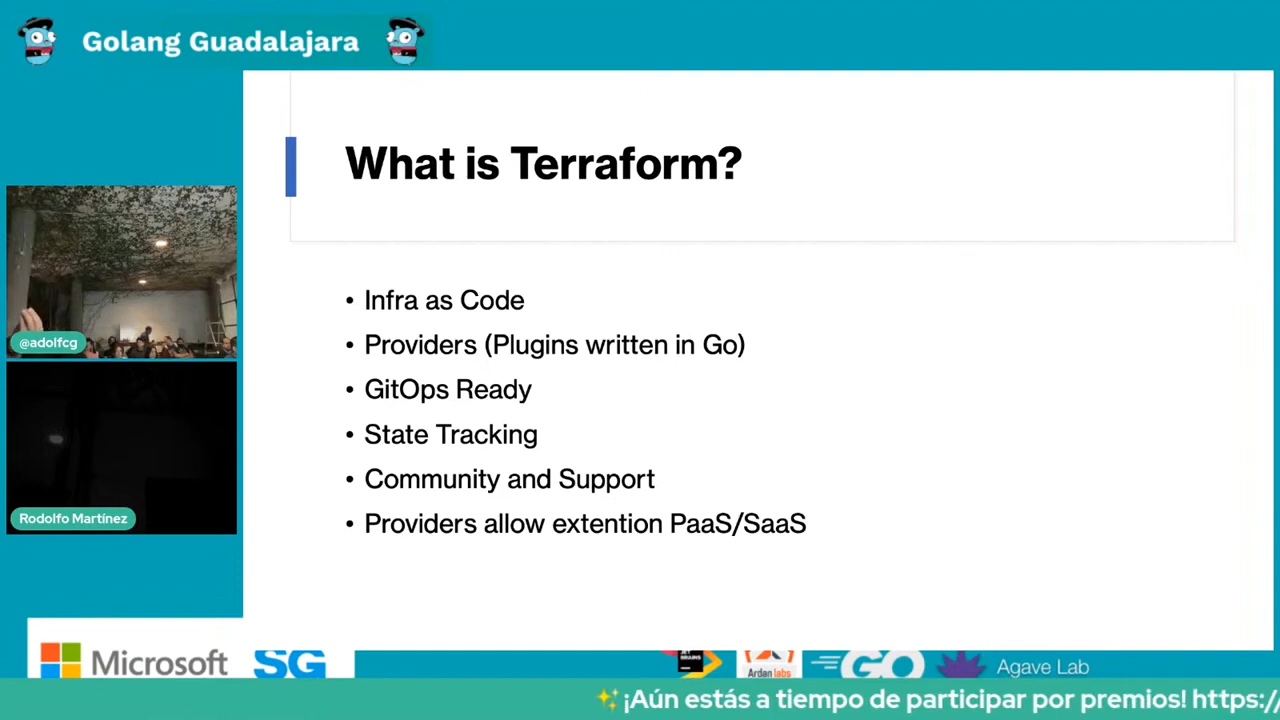 Golang Guadalajara
What is Terraform?
• Infra as Code
• Providers (Plugins written in Go)
• GitOps Ready
• State Tracking
• Community and Support
• Providers allow extention PaaS/SaaS
@adolfcg
Rodolfo Martínez
Microsoft
SG
JET BRAINS
Ardan labs
GO
Agave Lab
✨¡Aún estás a tiempo de participar por premios! https://